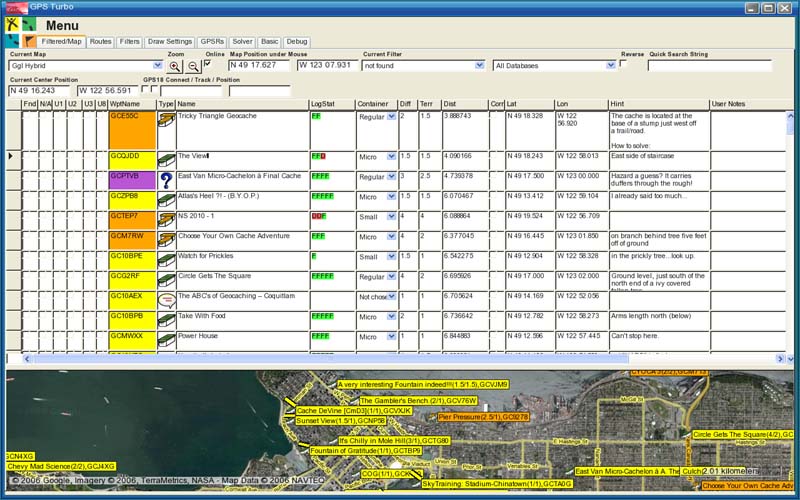 GPS Turbo
Menu
Filtered/Map Routes Filters Draw Settings GPSRs Solver Basic Debug
Current Map Zoom Online Map Position under Mouse Current Filter Reverse Quick Search String
Ggl Hybrid N 49 17.627 W 123 07.931 not found All Databases
Current Center Position GPS18 Connect / Track / Position
N 49 16.243 W 122 56.591
Fnd N/A U1 U2 U3 U8 WptName Type Name LogStat Container Diff Terr Dist Corr Lat Lon Hint User Notes
GCE55C Tricky Triangle Geocache FF Regular 2 1.5 3.888743 N 49 18.328 W 122 56.920 The cache is located at the base of a stump just west off a trail/road. How to solve:
GCQJDD The View! FFD Micro 1.5 1.5 4.090166 N 49 18.243 W 122 58.013 East side of staircase
GCPTVB East Van Micro-Cachelon à Final Cache FFFF Regular 3 2.5 4.739378 N 49 17.500 W 123 00.000 Hazard a guess? It carries diffuers through the rough!
GCZPB8 Atlas's Heel ?! - (B.Y.O.P.) FFFFF Micro 1.5 1.5 6.070467 N 49 13.412 W 122 59.104 I already said too much...
GCTEP7 NS 2010 - 1 DDF Small 4 4 6.088864 N 49 19.524 W 122 56.709
GCM7RW Choose Your Own Cache Adventure FFF Micro 4 2 6.377045 N 49 16.445 W 123 01.850 on branch behind tree five feet off of ground
GC10BPE Watch for Prickles F Small 1.5 1 6.542275 N 49 12.904 W 122 58.328 in the prickly tree...look up.
GCG2RF Circle Gets The Square FFFFF Regular 4 2 6.695926 N 49 17.000 W 123 02.000 Ground level, just south of the north end of a ivy covered
GC10AEX The ABC's of Geocaching -- Coquitlam Not chose 1 1 6.705624 N 49 14.169 W 122 52.056
GC10BPB Take With Food FFFFF Micro 2 1 6.736642 N 49 12.782 W 122 58.273 Arms length north (below)
GCMWXX Power House FFFFF Micro 1 1 6.844883 N 49 12.596 W 122 57.445 Can't stop here.
A very interesting Fountain indeed!!!(1.5/1.5),GCVJM9
The Gambler's Bench.(2/1),GCV76W
McGill St
Cache DeVine [CmD3](1/1),GCVXJK
Pier Pressure(2.5/1),GC9278
Sunset View(1.5/1),GCNP58
Circle Gets The Square(4/2),GC
It's Chilly in Mole Hill(3/1),GCTG80
E Hastings St
Hastings St
Fountain of Gratitude(1/1),GCTBP9
GCN4XG
Union St
Prior St
Venables St
Chevy Mad Science(2/2),GCJ4XG
COG(1/1),GCK
East Van Micro-Cachelon à A. The Culch
2.01 kilometers
© 2006 Google, Imagery © 2006, TerraMetrics, NASA - Map Data © 2006 NAVTEQ
SkyTraining: Stadium-Chinatown(1/1),GCTA0G
Choose Your Own Cache Adv